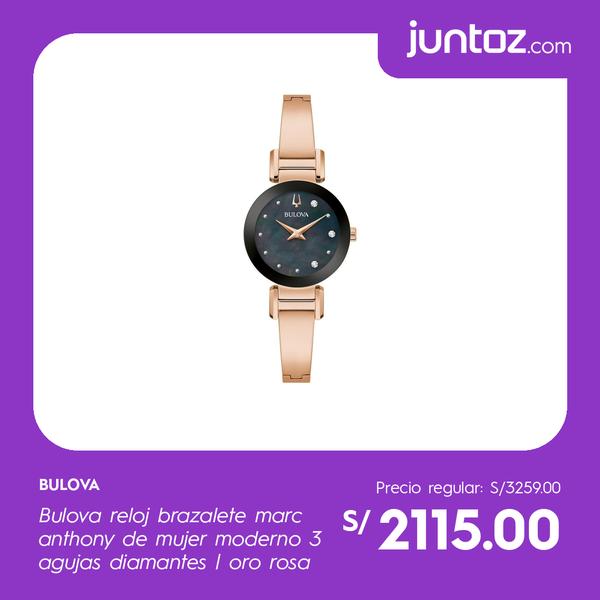 juntoz.com
BULOVA
BULOVA
Precio regular: S/3259.00
Bulova reloj brazalete marc
anthony de mujer moderno 3
agujas diamantes | oro rosa
S/ 2115.00